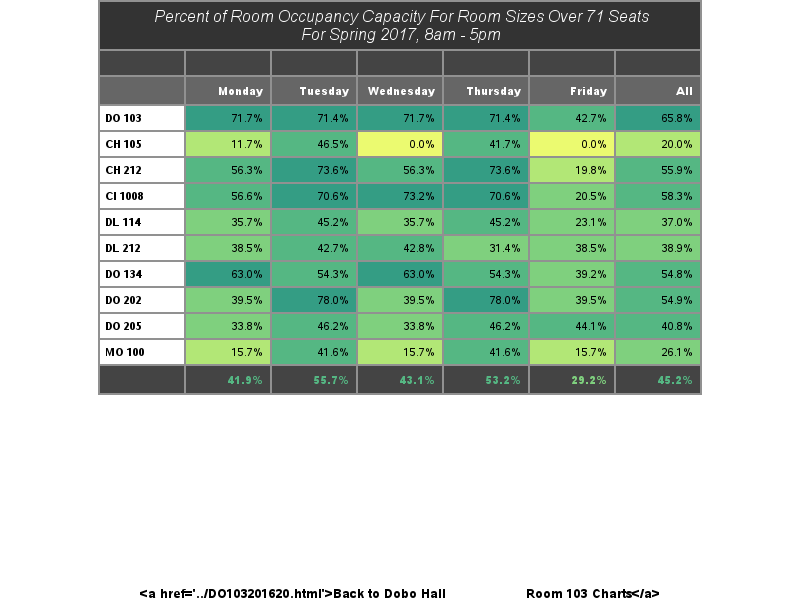 Percent of Room Occupancy Capacity For Room Sizes Over 71 Seats
For Spring 2017, 8am - 5pm
Monday Tuesday Wednesday Thursday Friday All
DO 103 71.7% 71.4% 71.7% 71.4% 42.7% 65.8%
CH 105 11.7% 46.5% 0.0% 41.7% 0.0% 20.0%
CH 212 56.3% 73.6% 56.3% 73.6% 19.8% 55.9%
CI 1008 56.6% 70.6% 73.2% 70.6% 20.5% 58.3%
DL 114 35.7% 45.2% 35.7% 45.2% 23.1% 37.0%
DL 212 38.5% 42.7% 42.8% 31.4% 38.5% 38.9%
DO 134 63.0% 54.3% 63.0% 54.3% 39.2% 54.8%
DO 202 39.5% 78.0% 39.5% 78.0% 39.5% 54.9%
DO 205 33.8% 46.2% 33.8% 46.2% 44.1% 40.8%
MO 100 15.7% 41.6% 15.7% 41.6% 15.7% 26.1%
41.9% 55.7% 43.1% 53.2% 29.2% 45.2%
<a href='../DO103201620.html'>Back to Dobo Hall Room 103 Charts</a>